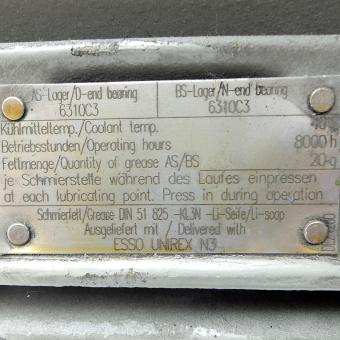 AS-Lager/D-end bearing BS-Lager/N-end bearing
6310C3 6310C3
Kühlmitteltemp./Coolant temp.
Betriebsstunden/Operating hours 8000 h
Fettmenge/Quantity of grease AS/BS 20-g
je Schmierstelle während des Laufes einpressen
at each lubricating point. Press in during operation
Schmierfett/Grease DIN 51 825 -KL3N -Li-Seife/Li-soap
Ausgeliefert mit / Delivered with
ESSO UNIREX N3